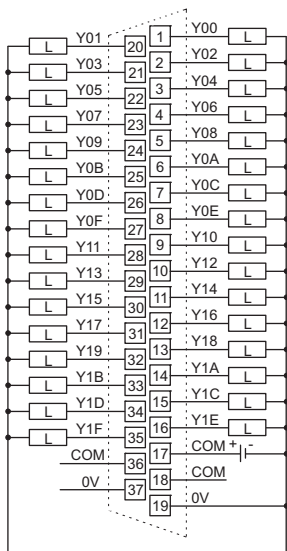 1 Y00 L
L Y01 20
2 Y02 L
L Y03 21
3 Y04 L
L Y05 22
4 Y06 L
L Y07 23
5 Y08 L
L Y09 24
6 Y0A L
L Y0B 25
7 Y0C L
L Y0D 26
8 Y0E L
L Y0F 27
9 Y10 L
L Y11 28
10 Y12 L
L Y13 29
11 Y14 L
L Y15 30
12 Y16 L
L Y17 31
13 Y18 L
L Y19 32
14 Y1A L
L Y1B 33
15 Y1C L
L Y1D 34
16 Y1E L
L Y1F 35
17 COM + -
COM 36
18 COM
0V 37
19 0V